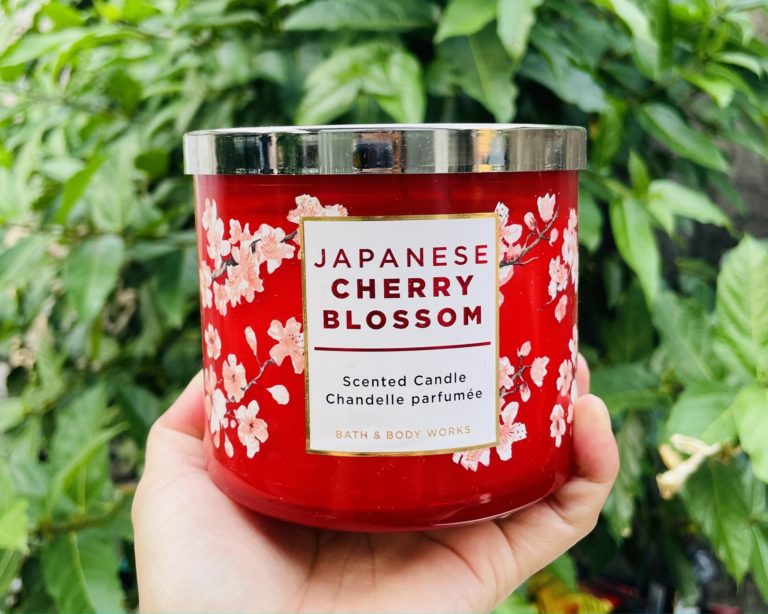 JAPANESE
CHERRY
BLOSSOM
Scented Candle
Chandelle parfumée
BATH & BODY WORKS